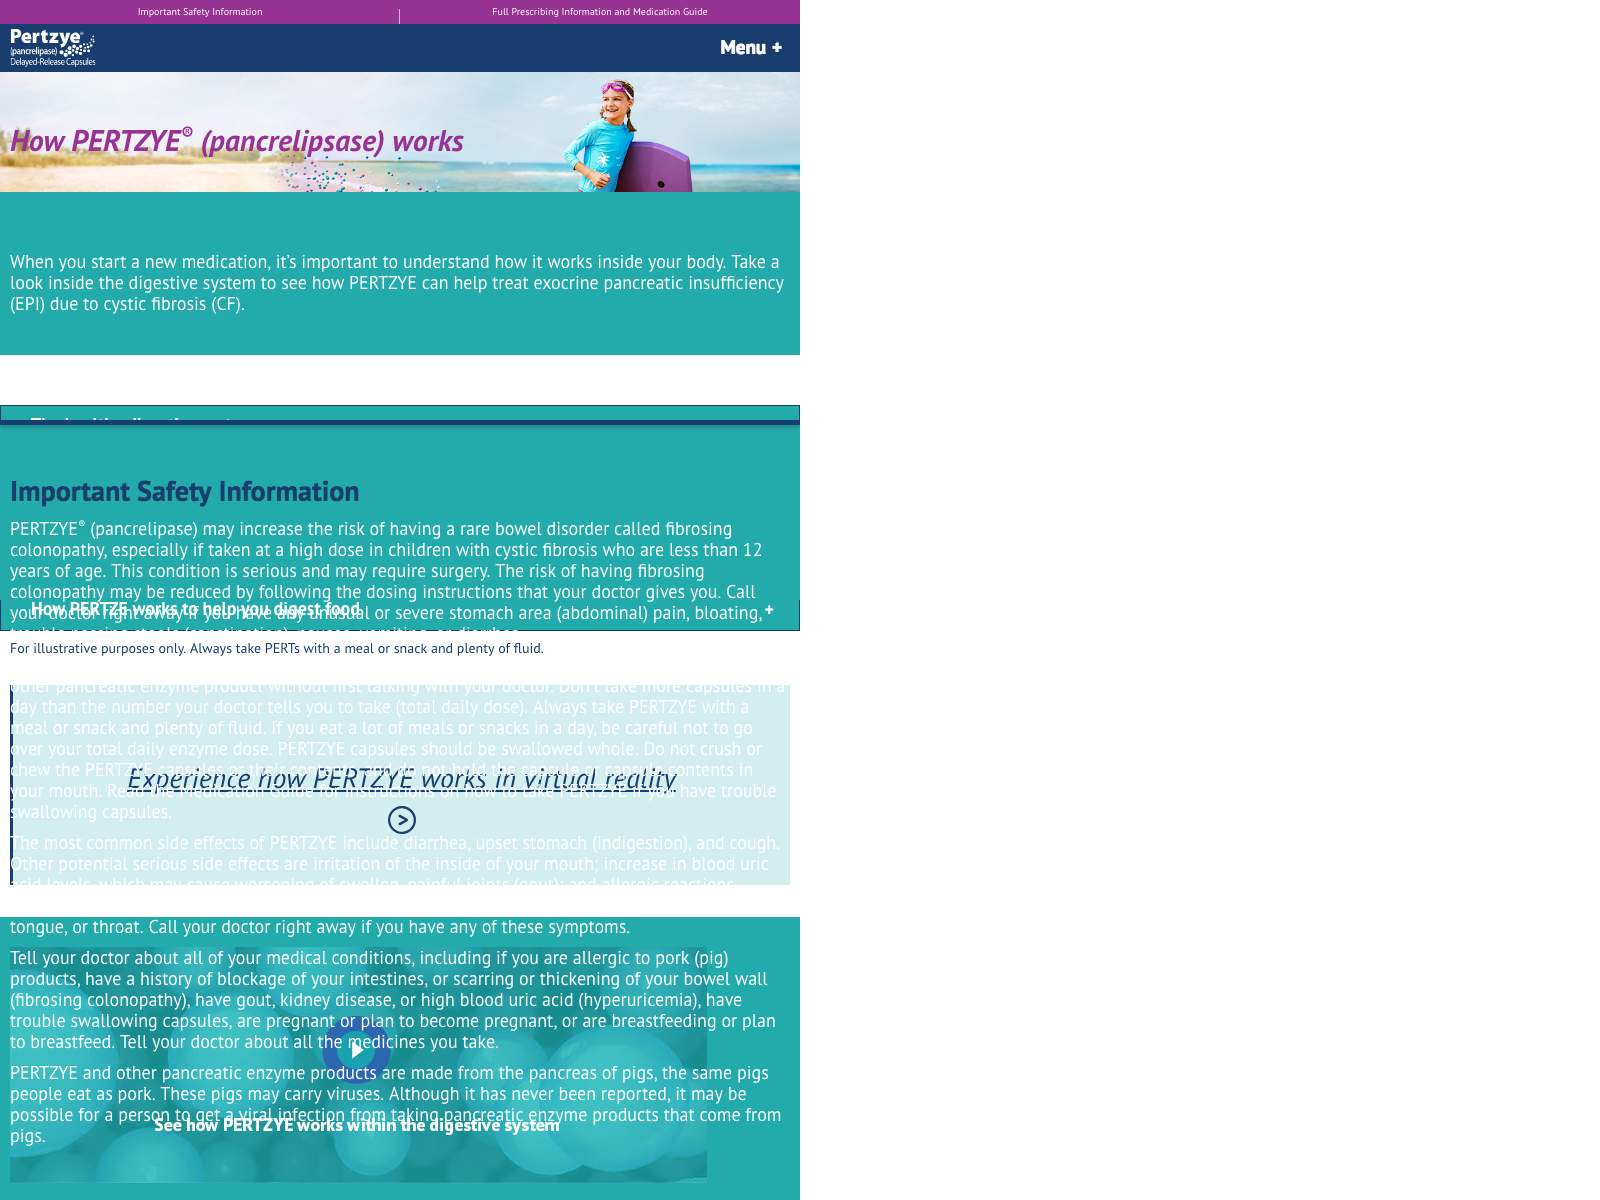 Important Safety Information
Full Prescribing Information and Medication Guide
Pertzye®
(pancrelipase)
Delayed-Release Capsules
Menu +
How PERTZYE® (pancrelipsase) works
When you start a new medication, it’s important to understand how it works inside your body. Take a
look inside the digestive system to see how PERTZYE can help treat exocrine pancreatic insufficiency
(EPI) due to cystic fibrosis (CF).
Important Safety Information
PERTZYE® (pancrelipase) may increase the risk of having a rare bowel disorder called fibrosing
colonopathy, especially if taken at a high dose in children with cystic fibrosis who are less than 12
years of age. This condition is serious and may require surgery. The risk of having fibrosing
colonopathy may be reduced by following the dosing instructions that your doctor gives you. Call
How PERTZE works to help you digest food +
your doctor right away if you have any unusual or severe stomach area (abdominal) pain, bloating,
trouble passing stools (constipation), nausea, vomiting, or diarrhea.
For illustrative purposes only. Always take PERTs with a meal or snack and plenty of fluid.
other pancreatic enzyme product without first talking with your doctor. Don't take more capsules in a
day than the number your doctor tells you to take (total daily dose). Always take PERTZYE with a
meal or snack and plenty of fluid. If you eat a lot of meals or snacks in a day, be careful not to go
over your total daily enzyme dose. PERTZYE capsules should be swallowed whole. Do not crush or
chew the PERTZYE capsules or their contents, and do not hold the capsule or capsule contents in
Experience how PERTZYE works in virtual reality
your mouth. Read the Medication Guide for instructions on how to take PERTZYE if you have trouble
swallowing capsules.
The most common side effects of PERTZYE include diarrhea, upset stomach (indigestion), and cough.
Other potential serious side effects are irritation of the inside of your mouth; increase in blood uric
acid levels, which may cause worsening of swollen, painful joints (gout); and allergic reactions
tongue, or throat. Call your doctor right away if you have any of these symptoms.
Tell your doctor about all of your medical conditions, including if you are allergic to pork (pig)
products, have a history of blockage of your intestines, or scarring or thickening of your bowel wall
(fibrosing colonopathy), have gout, kidney disease, or high blood uric acid (hyperuricemia), have
trouble swallowing capsules, are pregnant or plan to become pregnant, or are breastfeeding or plan
to breastfeed. Tell your doctor about all the medicines you take.
PERTZYE and other pancreatic enzyme products are made from the pancreas of pigs, the same pigs
people eat as pork. These pigs may carry viruses. Although it has never been reported, it may be
possible for a person to get a viral infection from taking pancreatic enzyme products that come from
See how PERTZYE works within the digestive system
pigs.